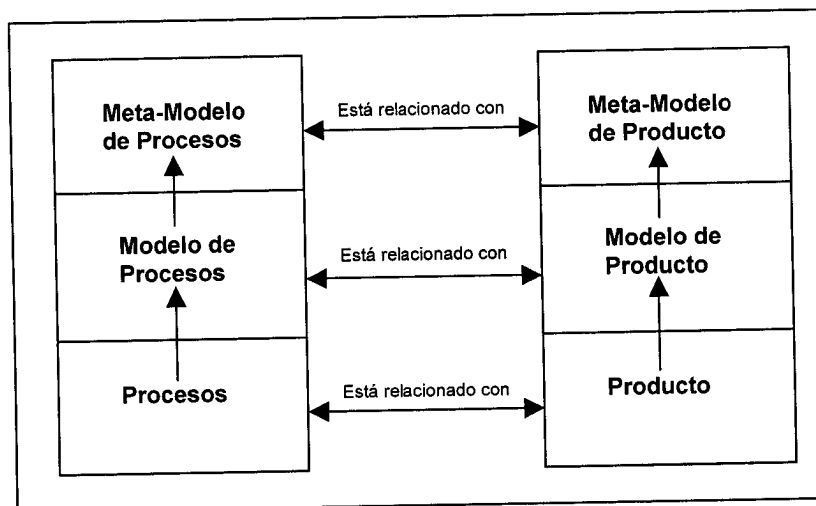 Meta-Modelo
de Procesos
Está relacionado con
Meta-Modelo
de Producto
Modelo de
Procesos
Está relacionado con
Modelo de
Producto
Procesos
Está relacionado con
Producto